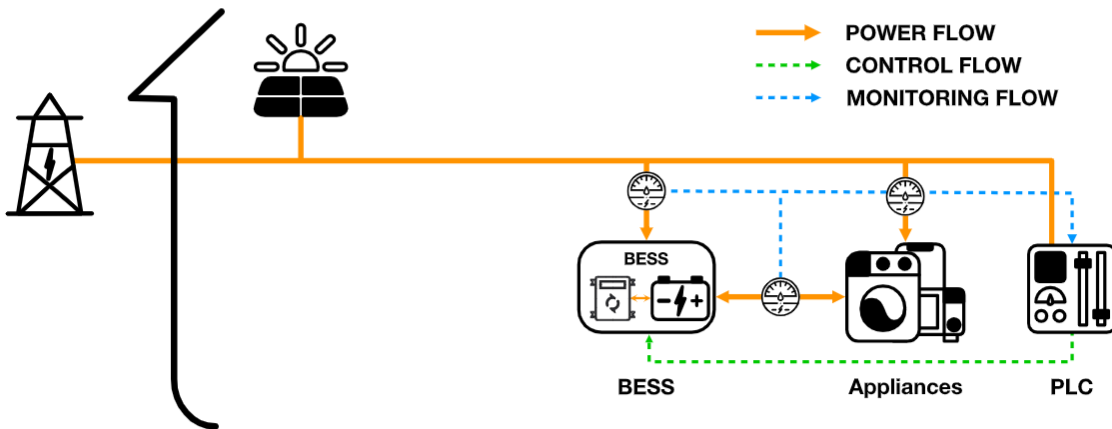 POWER FLOW
CONTROL FLOW
MONITORING FLOW
BESS
BESS
Appliances
PLC